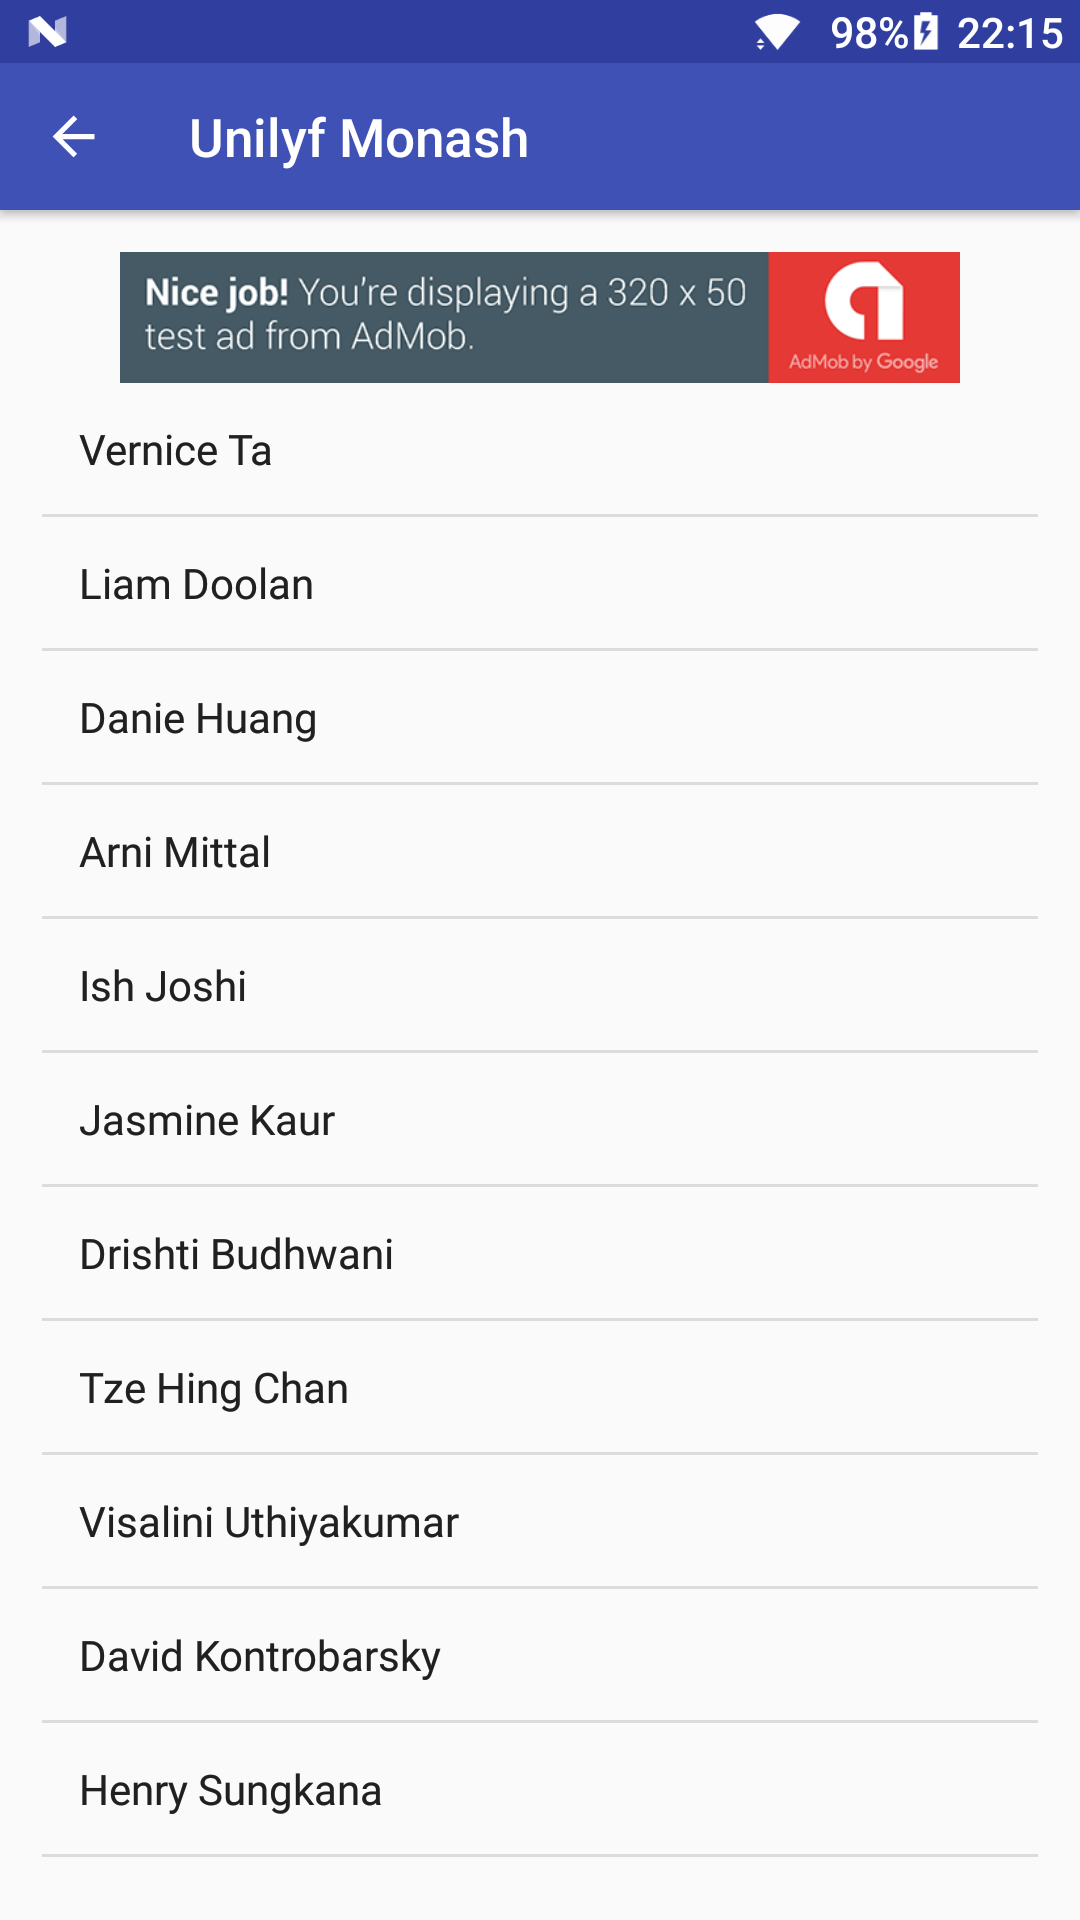 98% 22:15
Unilyf Monash
Nice job! You're displaying a 320 x 50
test ad from AdMob.
AdMob by Google
Vernice Ta
Liam Doolan
Danie Huang
Arni Mittal
Ish Joshi
Jasmine Kaur
Drishti Budhwani
Tze Hing Chan
Visalini Uthiyakumar
David Kontrobarsky
Henry Sungkana